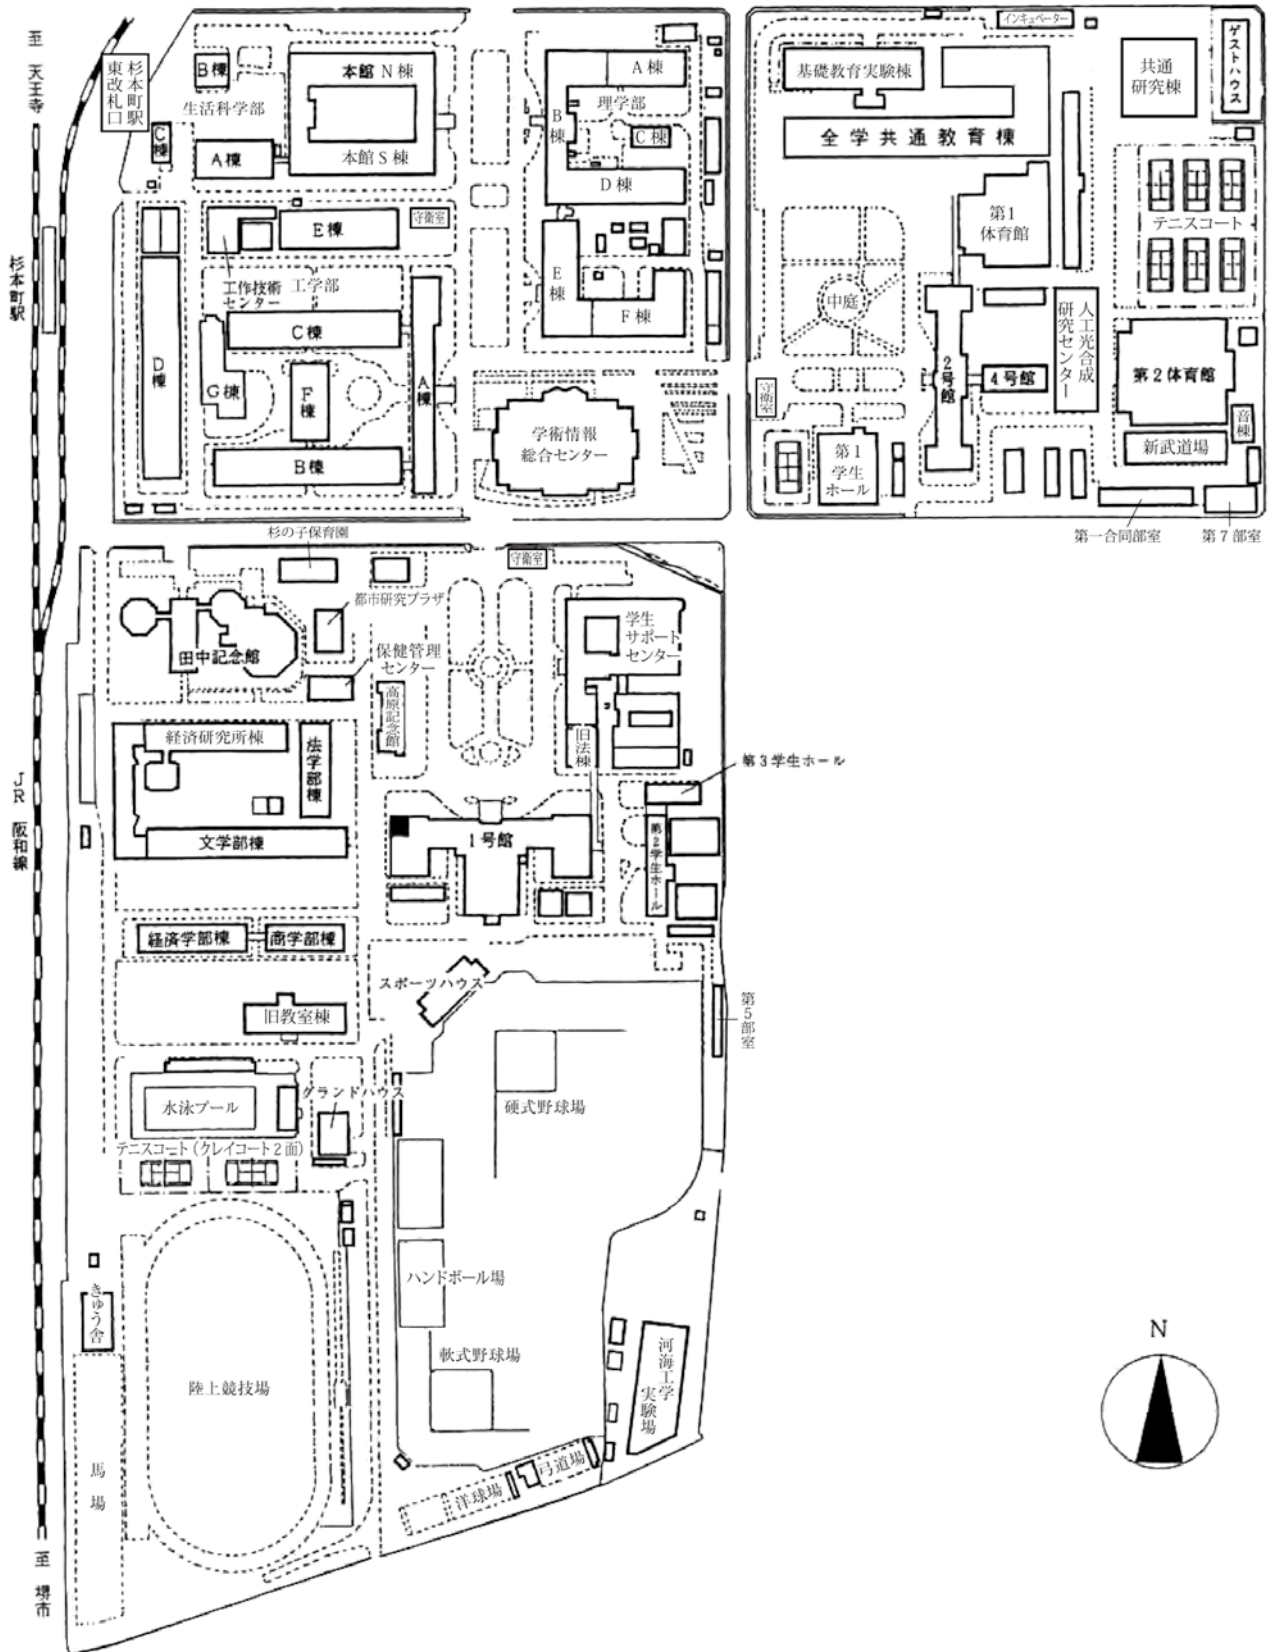 至 天王寺
杉本町駅
東改札口
杉本町駅
JR 阪和線
至 堺市
B棟
生活科学部
C棟
A棟
本館N棟
本館S棟
E棟
守衛室
工作技術
センター
工学部
C棟
D棟
G棟
F棟
A棟
B棟
A棟
B棟
理学部
C棟
D棟
E棟
F棟
学術情報
総合センター
インキュベーター
ゲストハウス
基礎教育実験棟
共通
研究棟
全学共通教育棟
第1
体育館
テニスコート
中庭
人工光合成
研究センター
2号館
4号館
第2体育館
守衛室
音棟
新武道場
第1
学生
ホール
第一合同部室
第7部室
杉の子保育園
守衛室
都市研究プラザ
田中記念館
保健管理
センター
高原記念館
学生
サポート
センター
旧法棟
経済研究所棟
法学部棟
文学部棟
第3学生ホール
1号館
第2学生ホール
経済学部棟
商学部棟
スポーツハウス
旧教室棟
第5部室
グランドハウス
水泳プール
硬式野球場
テニスコート(クレイコート2面)
きゅう舎
ハンドボール場
軟式野球場
陸上競技場
河海工学
実験場
馬場
洋球場
弓道場
N